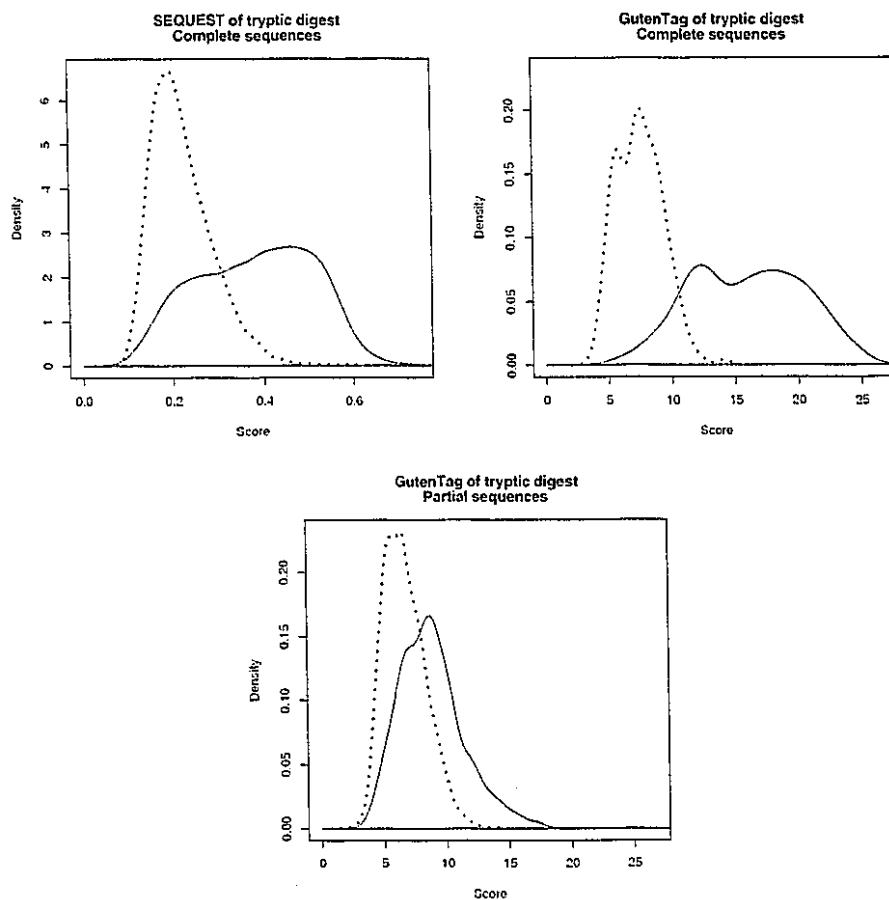 SEQUEST of tryptic digest
Complete sequences
Density
6
5
4
3
2
1
0
0.0 0.2 0.4 0.6
Score
GutenTag of tryptic digest
Complete sequences
Density
0.20
0.15
0.10
0.05
0.00
0 5 10 15 20 25
Score
GutenTag of tryptic digest
Partial sequences
Density
0.20
0.15
0.10
0.05
0.00
0 5 10 15 20 25
Score